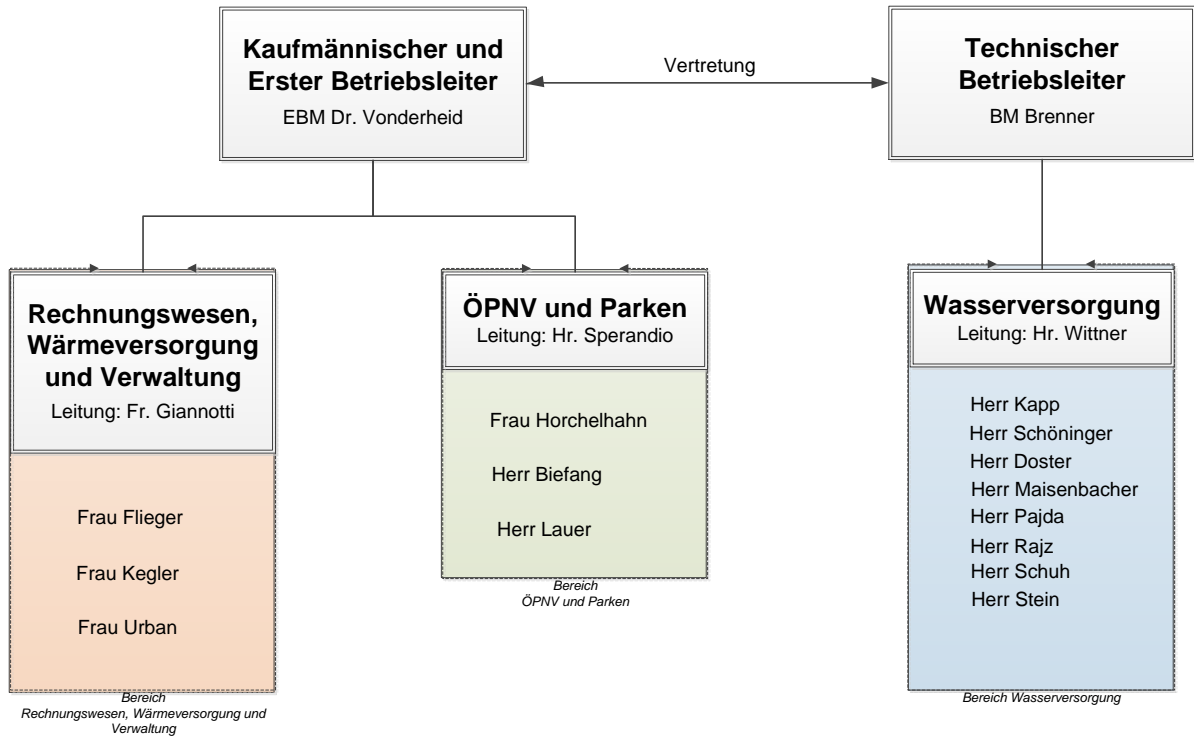 Kaufmännischer und
Erster Betriebsleiter
EBM Dr. Vonderheid
Vertretung
Technischer
Betriebsleiter
BM Brenner
Rechnungswesen,
Wärmeversorgung
und Verwaltung
Leitung: Fr. Giannotti
Frau Flieger
Frau Kegler
Frau Urban
Bereich
Rechnungswesen, Wärmeversorgung und
Verwaltung
ÖPNV und Parken
Leitung: Hr. Sperandio
Frau Horchelhahn
Herr Biefang
Herr Lauer
Bereich
ÖPNV und Parken
Wasserversorgung
Leitung: Hr. Wittner
Herr Kapp
Herr Schöninger
Herr Doster
Herr Maisenbacher
Herr Pajda
Herr Rajz
Herr Schuh
Herr Stein
Bereich Wasserversorgung